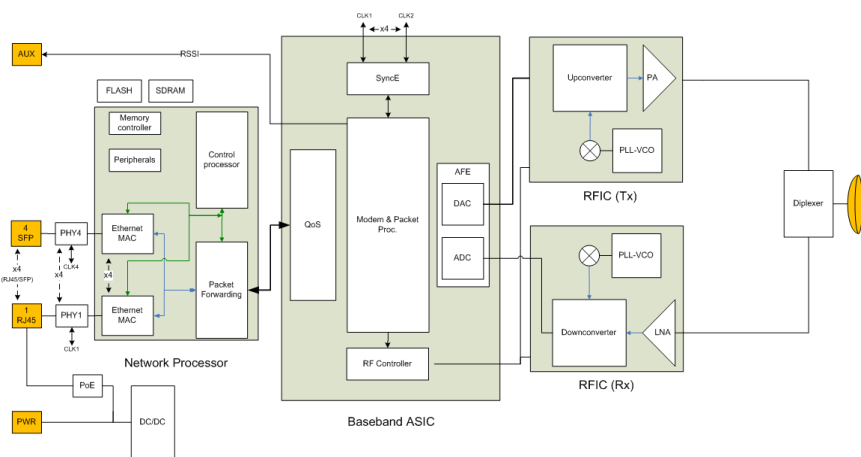 CLK1
CLK2
x4
AUX
RSSI
SyncE
Upconverter
PA
FLASH
SDRAM
Memory
controller
Peripherals
Control
processor
Modem & Packet
Proc.
AFE
DAC
ADC
PLL-VCO
RFIC (Tx)
Diplexer
QoS
4
SFP
PHY4
Ethernet
MAC
CLK4
x4
(RJ45/SFP)
x4
x4
Packet
Forwarding
PLL-VCO
1
RJ45
PHY1
Ethernet
MAC
CLK1
Downconverter
LNA
Network Processor
RF Controller
RFIC (Rx)
PoE
PWR
DC/DC
Baseband ASIC